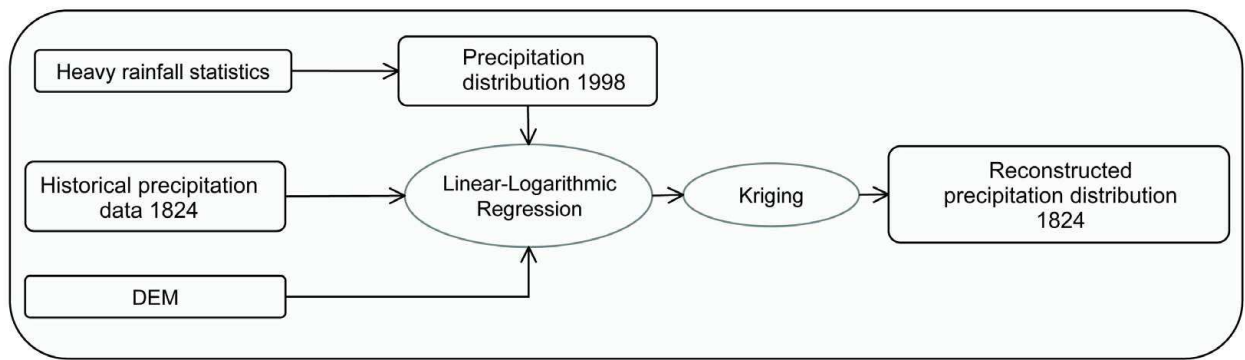 Heavy rainfall statistics
Precipitation
distribution 1998
Historical precipitation
data 1824
Linear-Logarithmic
Regression
Kriging
Reconstructed
precipitation distribution
1824
DEM